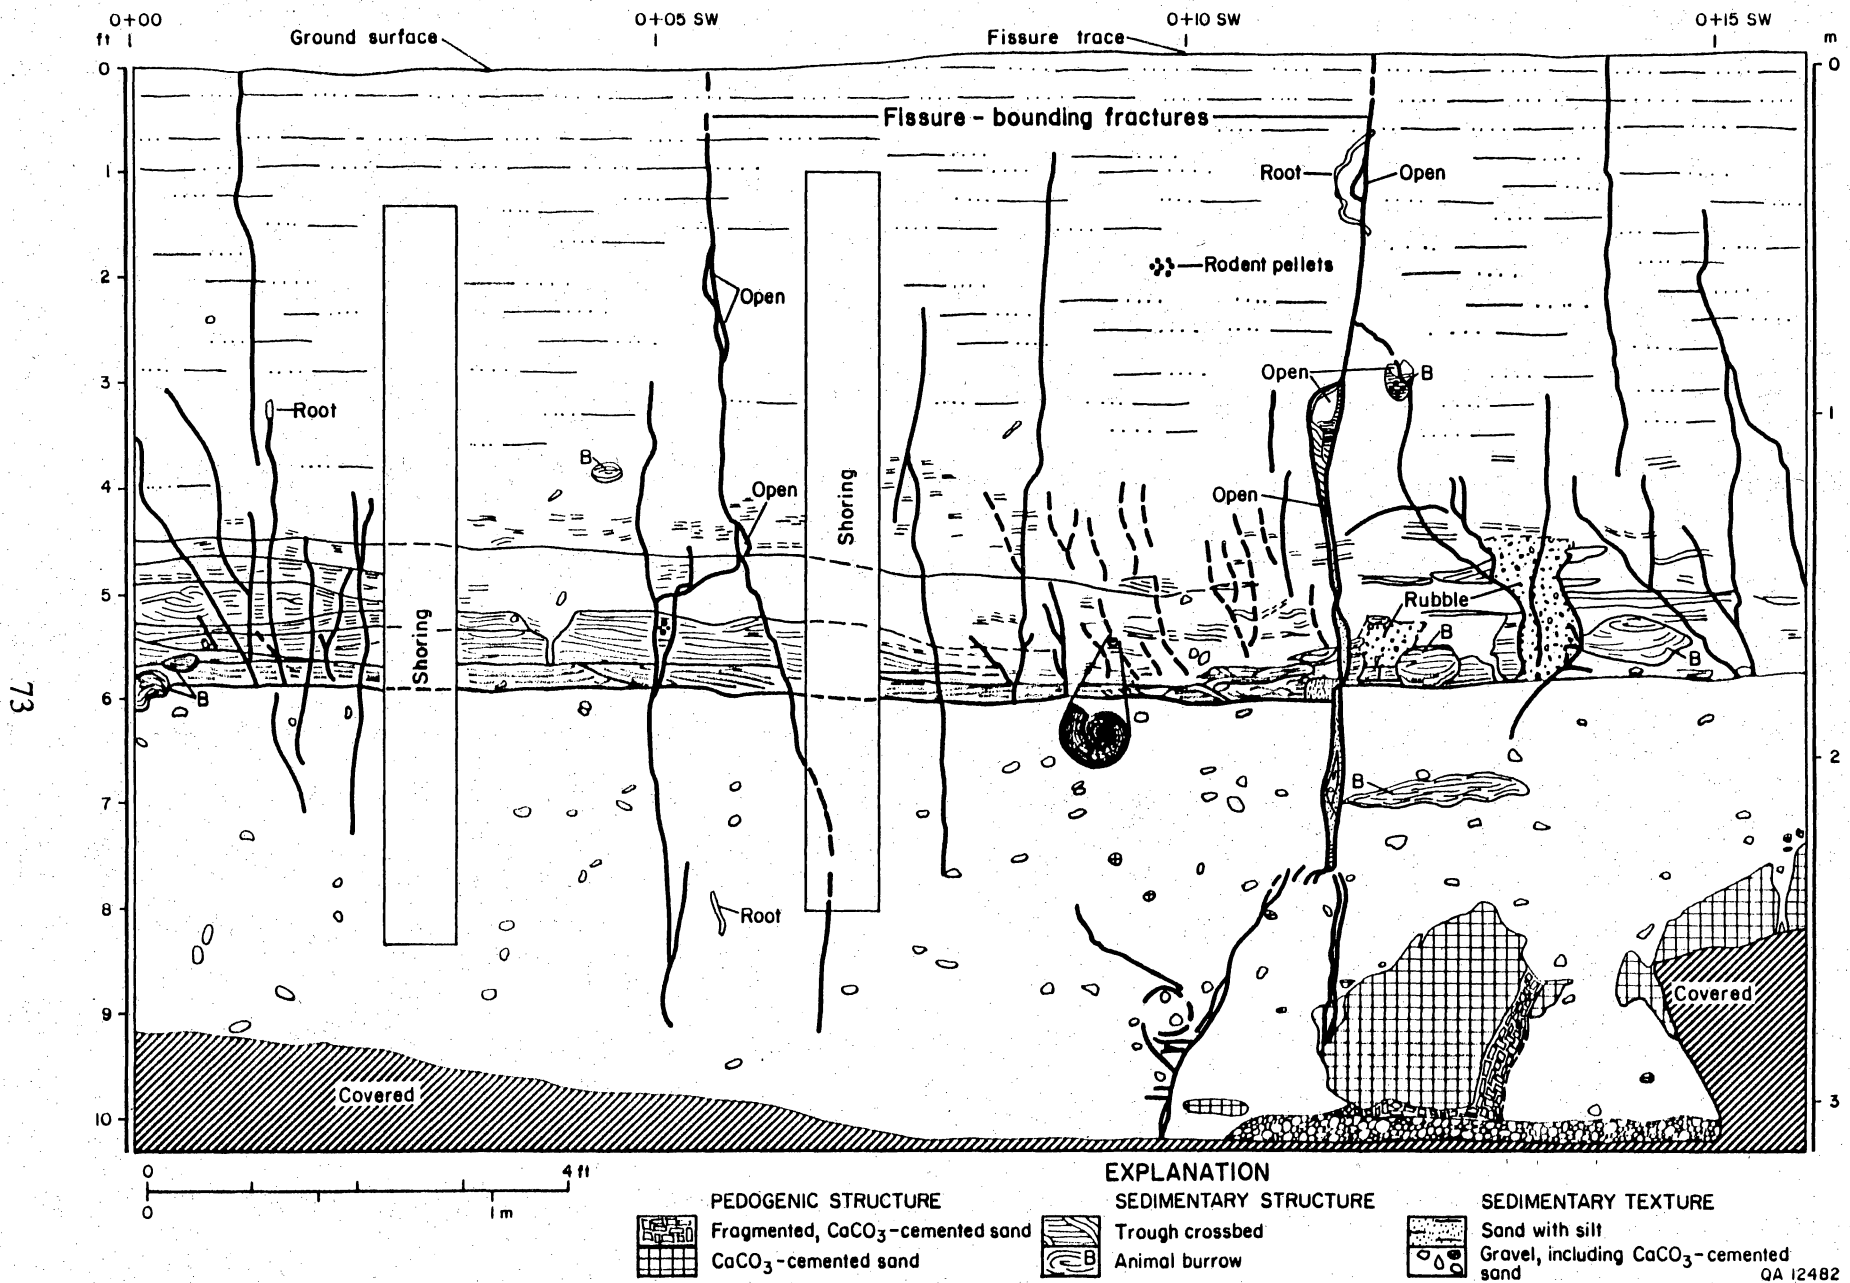 0+00
0+05 SW
0+10 SW
0+15 SW
ft
Ground surface
Fissure trace
m
0
0
Fissure - bounding fractures
1
Root
Open
Rodent pellets
2
Open
3
Open
B
Root
1
B
4
Open
Open
Shoring
5
Rubble
Shoring
B
B
6
B
2
B
7
B
8
Root
9
Covered
Covered
10
3
73
0
4 ft
0
1 m
EXPLANATION
PEDOGENIC STRUCTURE
Fragmented, CaCO3-cemented sand
CaCO3-cemented sand
SEDIMENTARY STRUCTURE
Trough crossbed
B
Animal burrow
SEDIMENTARY TEXTURE
Sand with silt
Gravel, including CaCO3-cemented
sand
QA 12482